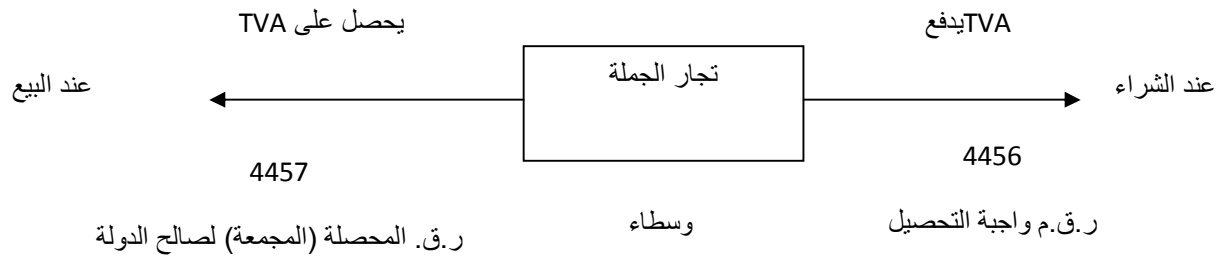 TVAيدفع
يحصل على TVA
تجار الجملة
عند الشراء
عند البيع
4456
4457
ر.ق.م واجبة التحصيل
وسطاء
ر.ق. المحصلة (المجمعة) لصالح الدولة